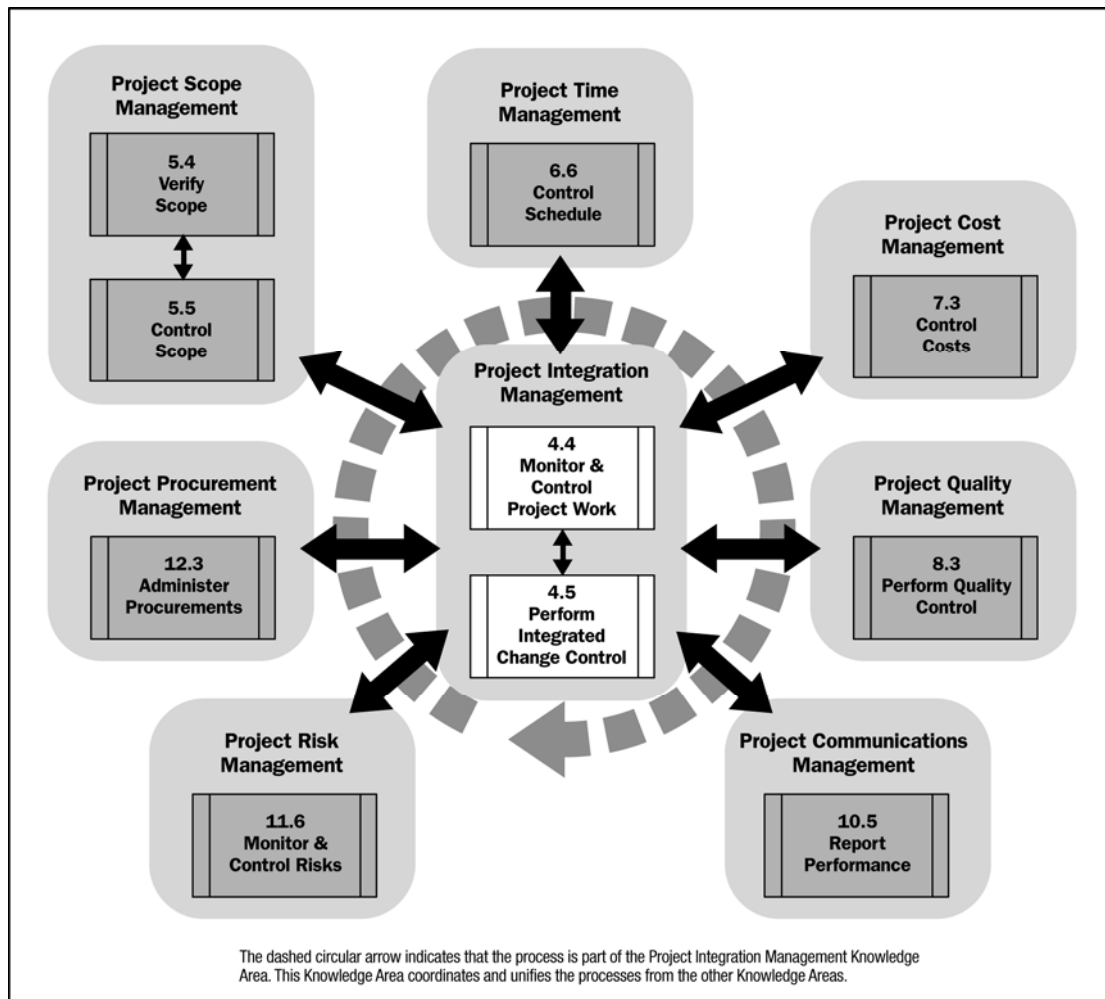 Project Scope
Management
5.4
Verify
Scope
5.5
Control
Scope
Project Time
Management
6.6
Control
Schedule
Project Cost
Management
7.3
Control
Costs
Project Integration
Management
4.4
Monitor &
Control
Project Work
4.5
Perform
Integrated
Change Control
Project Procurement
Management
12.3
Administer
Procurements
Project Quality
Management
8.3
Perform Quality
Control
Project Risk
Management
11.6
Monitor &
Control Risks
Project Communications
Management
10.5
Report
Performance
The dashed circular arrow indicates that the process is part of the Project Integration Management Knowledge
Area. This Knowledge Area coordinates and unifies the processes from the other Knowledge Areas.